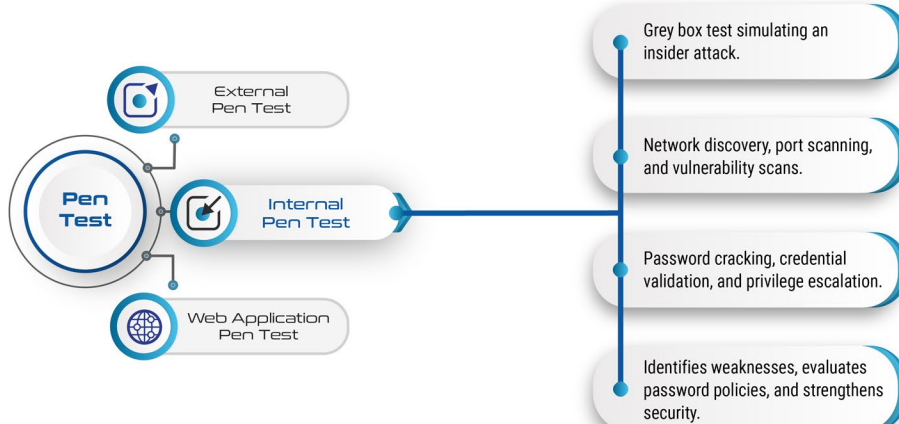 External
Pen Test
Pen
Test
Internal
Pen Test
Web Application
Pen Test
Grey box test simulating an
insider attack.
Network discovery, port scanning,
and vulnerability scans.
Password cracking, credential
validation, and privilege escalation.
Identifies weaknesses, evaluates
password policies, and strengthens
security.